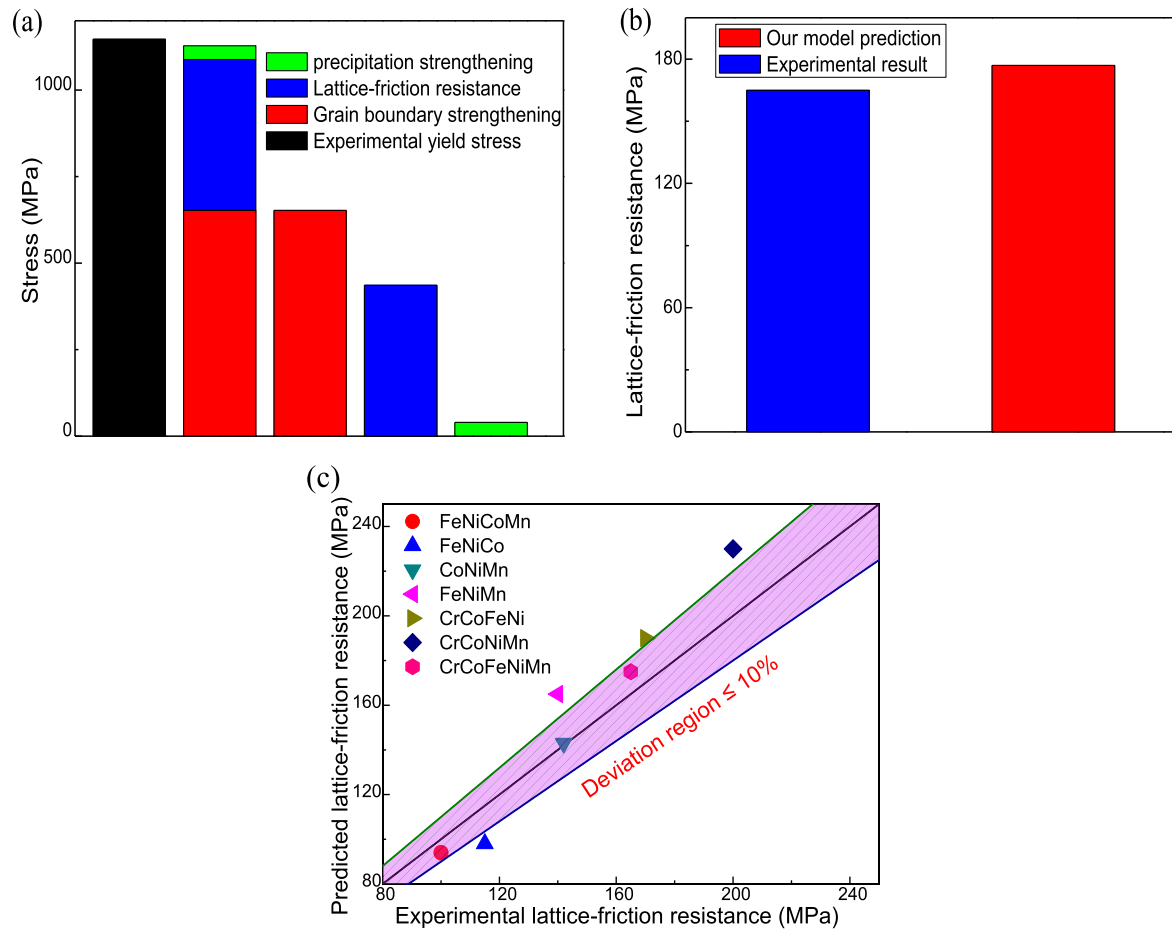 (a)
1000
500
0
Stress (MPa)
precipitation strengthening
Lattice-friction resistance
Grain boundary strengthening
Experimental yield stress
(b)
180
120
60
0
Lattice-friction resistance (MPa)
Our model prediction
Experimental result
(c)
240
200
160
120
80
Predicted lattice-friction resistance (MPa)
FeNiCoMn
FeNiCo
CoNiMn
FeNiMn
CrCoFeNi
CrCoNiMn
CrCoFeNiMn
Deviation region ≤ 10%
80 120 160 200 240
Experimental lattice-friction resistance (MPa)